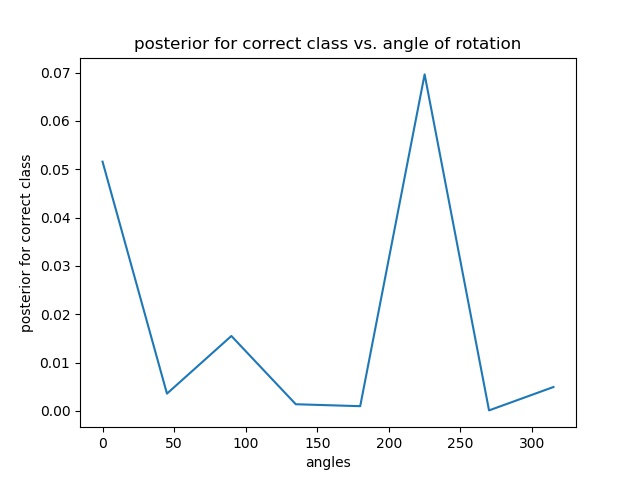 posterior for correct class vs. angle of rotation
posterior for correct class
0.07
0.06
0.05
0.04
0.03
0.02
0.01
0.00
0 50 100 150 200 250 300
angles